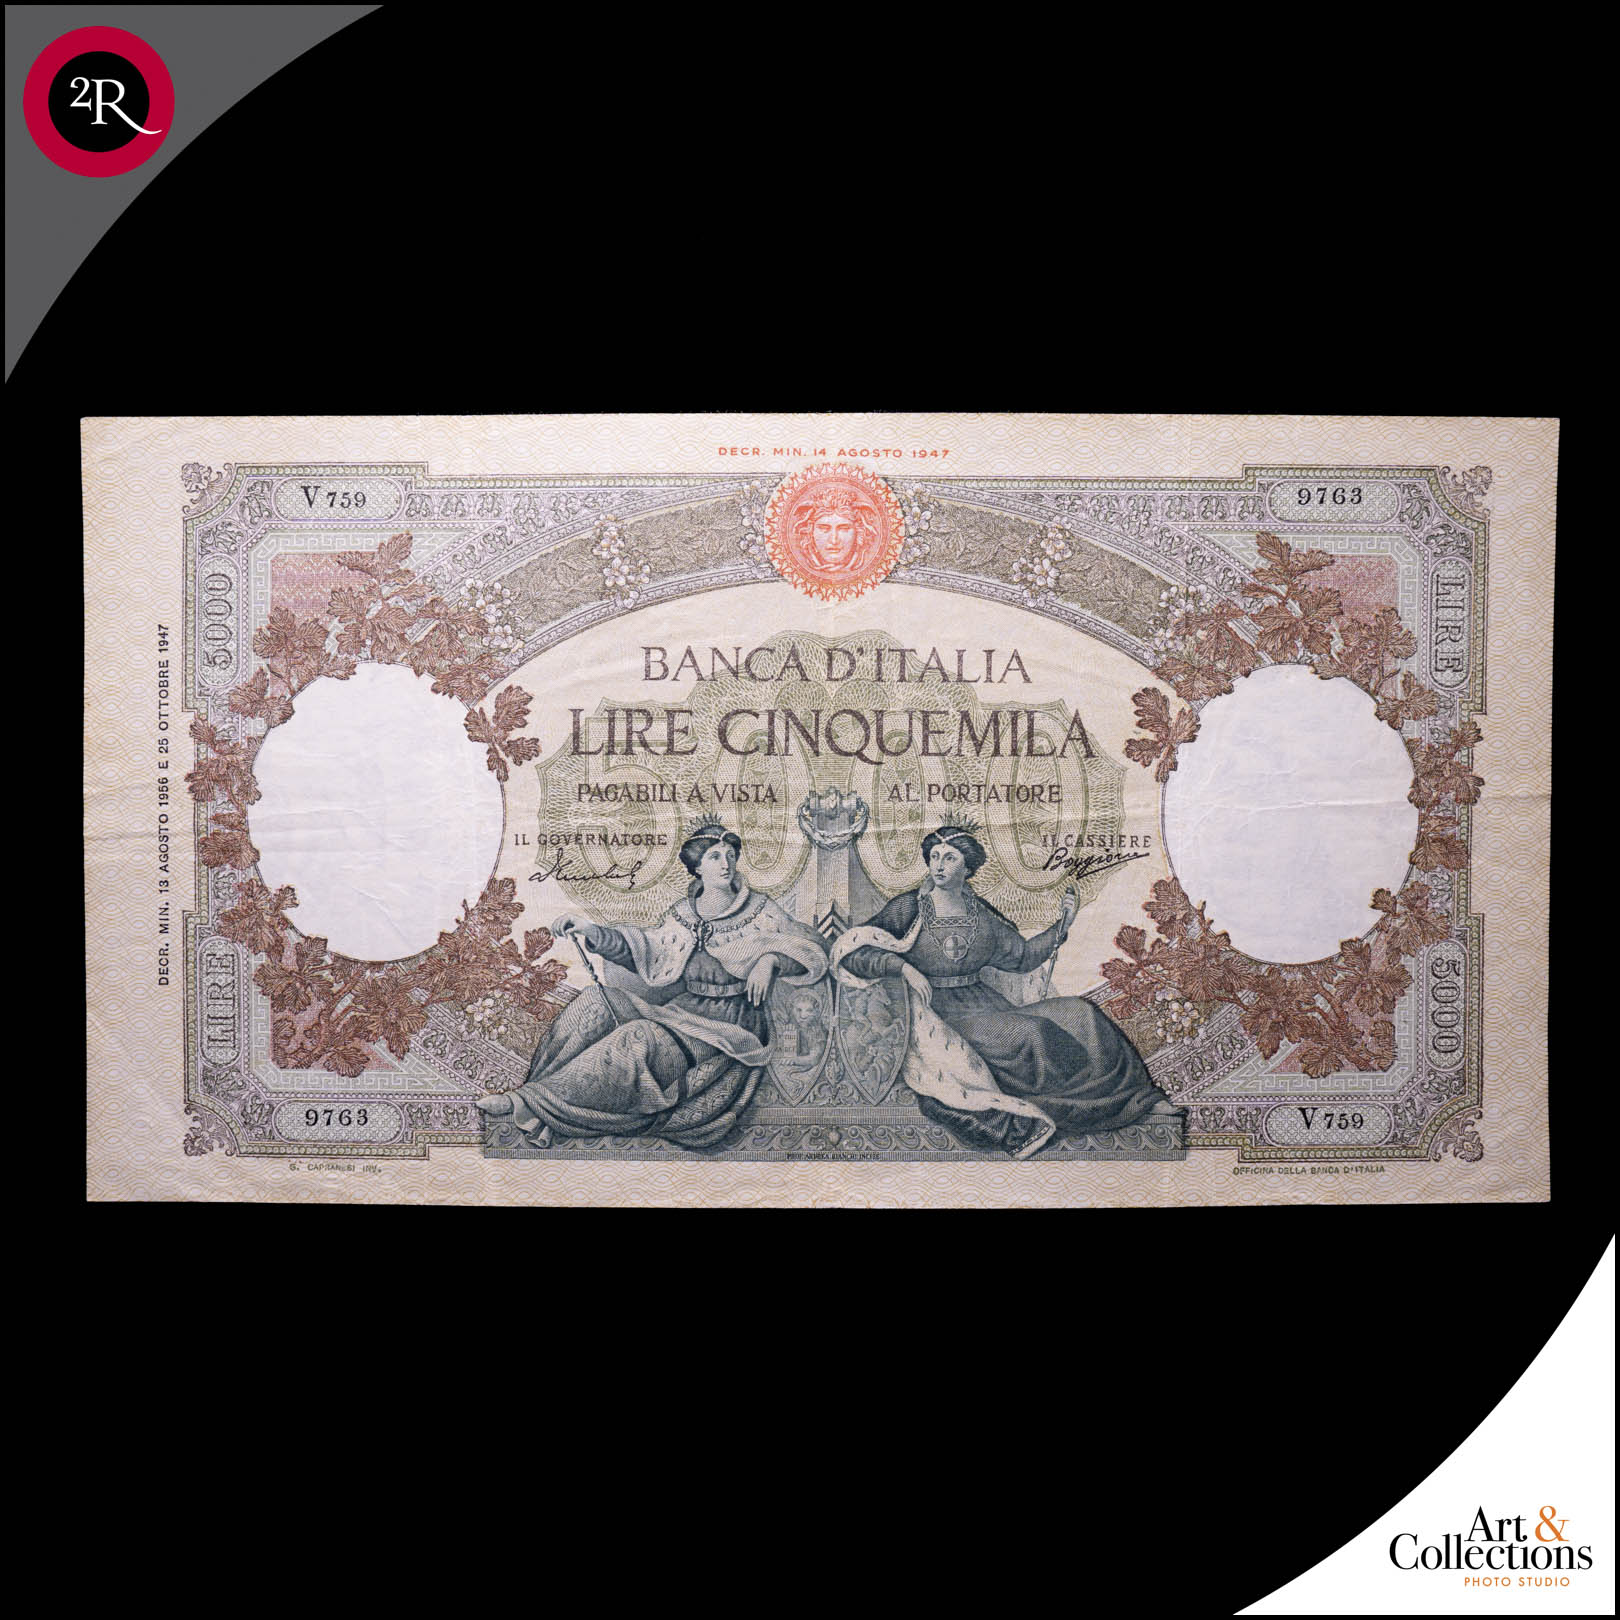 2R
DECR. MIN. 14 AGOSTO 1947
V 759
9763
5000
LIRE
BANCA D'ITALIA
LIRE CINQUEMILA
5000
PAGABILI A VISTA AL PORTATORE
IL GOVERNATORE
IL CASSIERE
DECR. MIN. 13 AGOSTO 1956 E 25 OTTOBRE 1947
LIRE
5000
9763
V 759
G. CAPRANESI INV.
OFFICINA DELLA BANCA D'ITALIA
Art &
Collections
PHOTO STUDIO